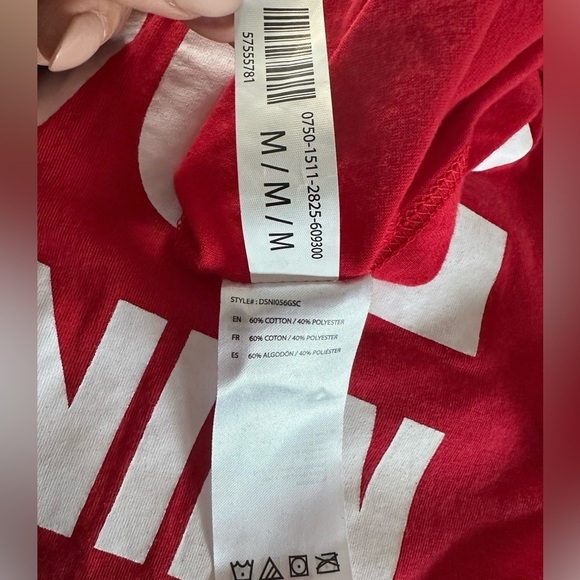 57555781
0750-1511-2825-609300
M / M / M
STYLE# : DSNI056GSC
EN 60% COTTON / 40% POLYESTER
FR 60% COTON / 40% POLYESTER
ES 60% ALGODÓN / 40% POLIÉSTER